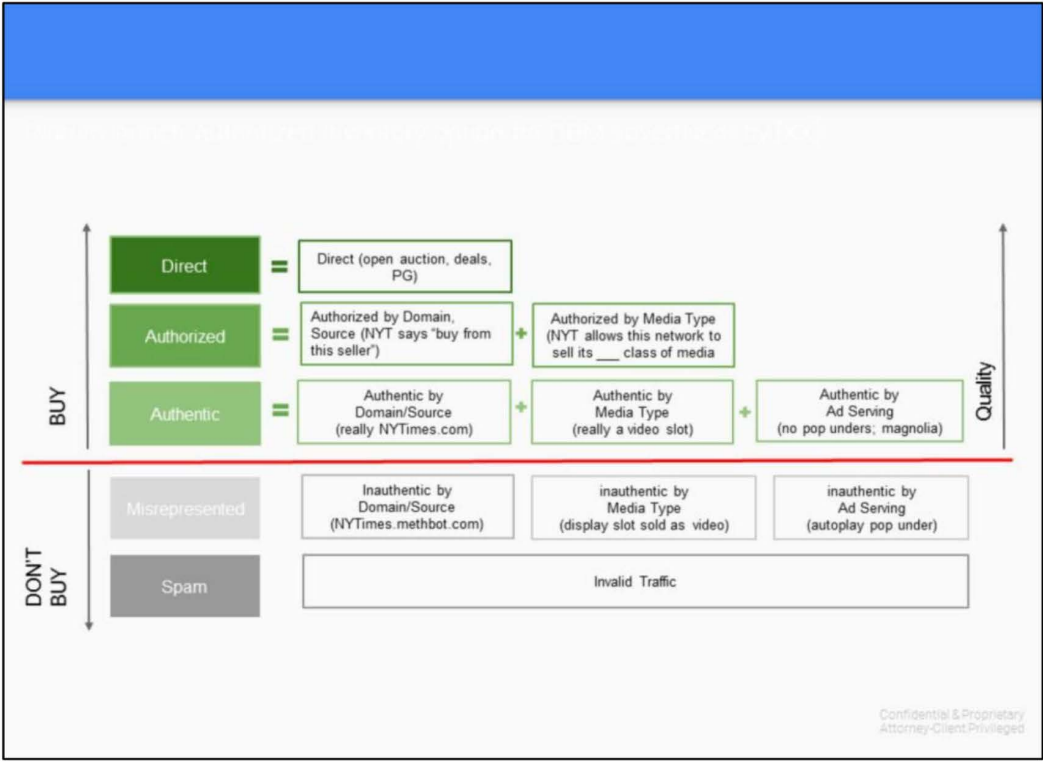 Direct
=
Direct (open auction, deals,
PG)
Authorized
=
Authorized by Domain,
Source (NYT says “buy from
this seller”)
+
Authorized by Media Type
(NYT allows this network to
sell its ___ class of media
BUY
Authentic
=
Authentic by
Domain/Source
(really NYTimes.com)
+
Authentic by
Media Type
(really a video slot)
+
Authentic by
Ad Serving
(no pop unders; magnolia)
Quality
Misrepresented
Inauthentic by
Domain/Source
(NYTimes.methbot.com)
inauthentic by
Media Type
(display slot sold as video)
inauthentic by
Ad Serving
(autoplay pop under)
DON'T
BUY
Spam
Invalid Traffic
Confidential & Proprietary
Attorney-Client Privileged